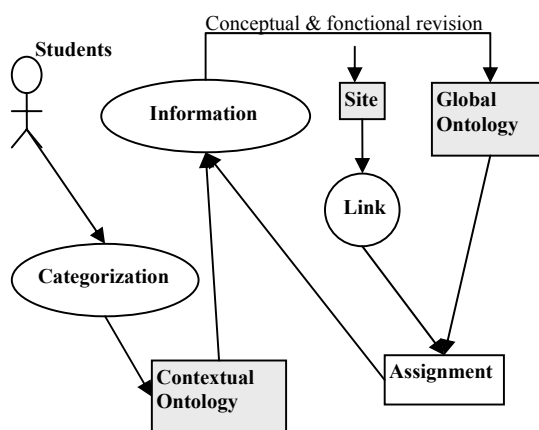 Conceptual & fonctional revision
Students
Information
Site
Global
Ontology
Link
Categorization
Contextual
Ontology
Assignment